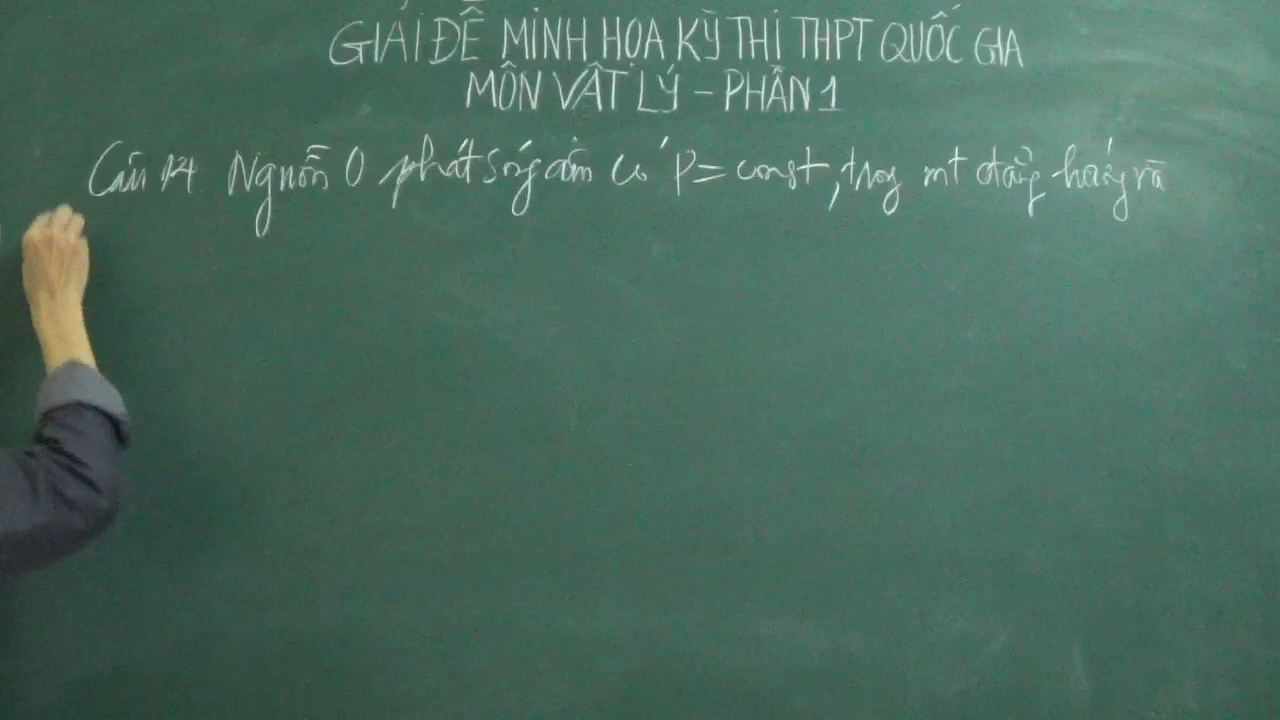 GIẢI ĐỀ MINH HỌA KỲ THI THPT QUỐC GIA
MÔN VẬT LÝ - PHẦN 1
Câu 14 Nguồn O phát sóng âm có P = const, trong mt đẳng hướng và